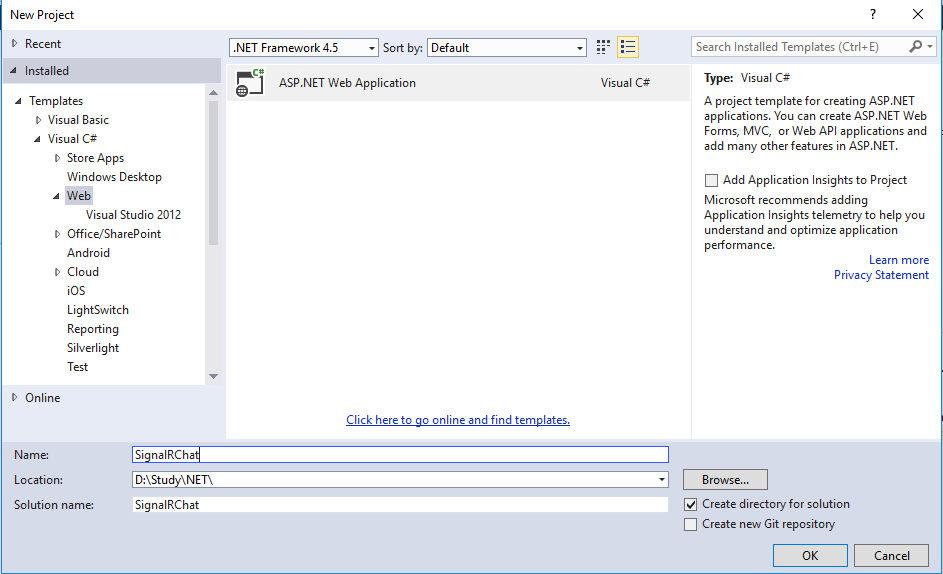 New Project
?
Recent
Installed
Templates
Visual Basic
Visual C#
Store Apps
Windows Desktop
Web
Visual Studio 2012
Office/SharePoint
Android
Cloud
iOS
LightSwitch
Reporting
Silverlight
Test
Online
.NET Framework 4.5
Sort by: Default
C#
ASP.NET Web Application Visual C#
Click here to go online and find templates.
Search Installed Templates (Ctrl+E)
Type: Visual C#
A project template for creating ASP.NET
applications. You can create ASP.NET Web
Forms, MVC, or Web API applications and
add many other features in ASP.NET.
Add Application Insights to Project
Microsoft recommends adding
Application Insights telemetry to help you
understand and optimize application
performance.
Learn more
Privacy Statement
Name: SignalRChat
Location: D:\Study\NET\
Solution name: SignalRChat
Browse...
Create directory for solution
Create new Git repository
OK
Cancel